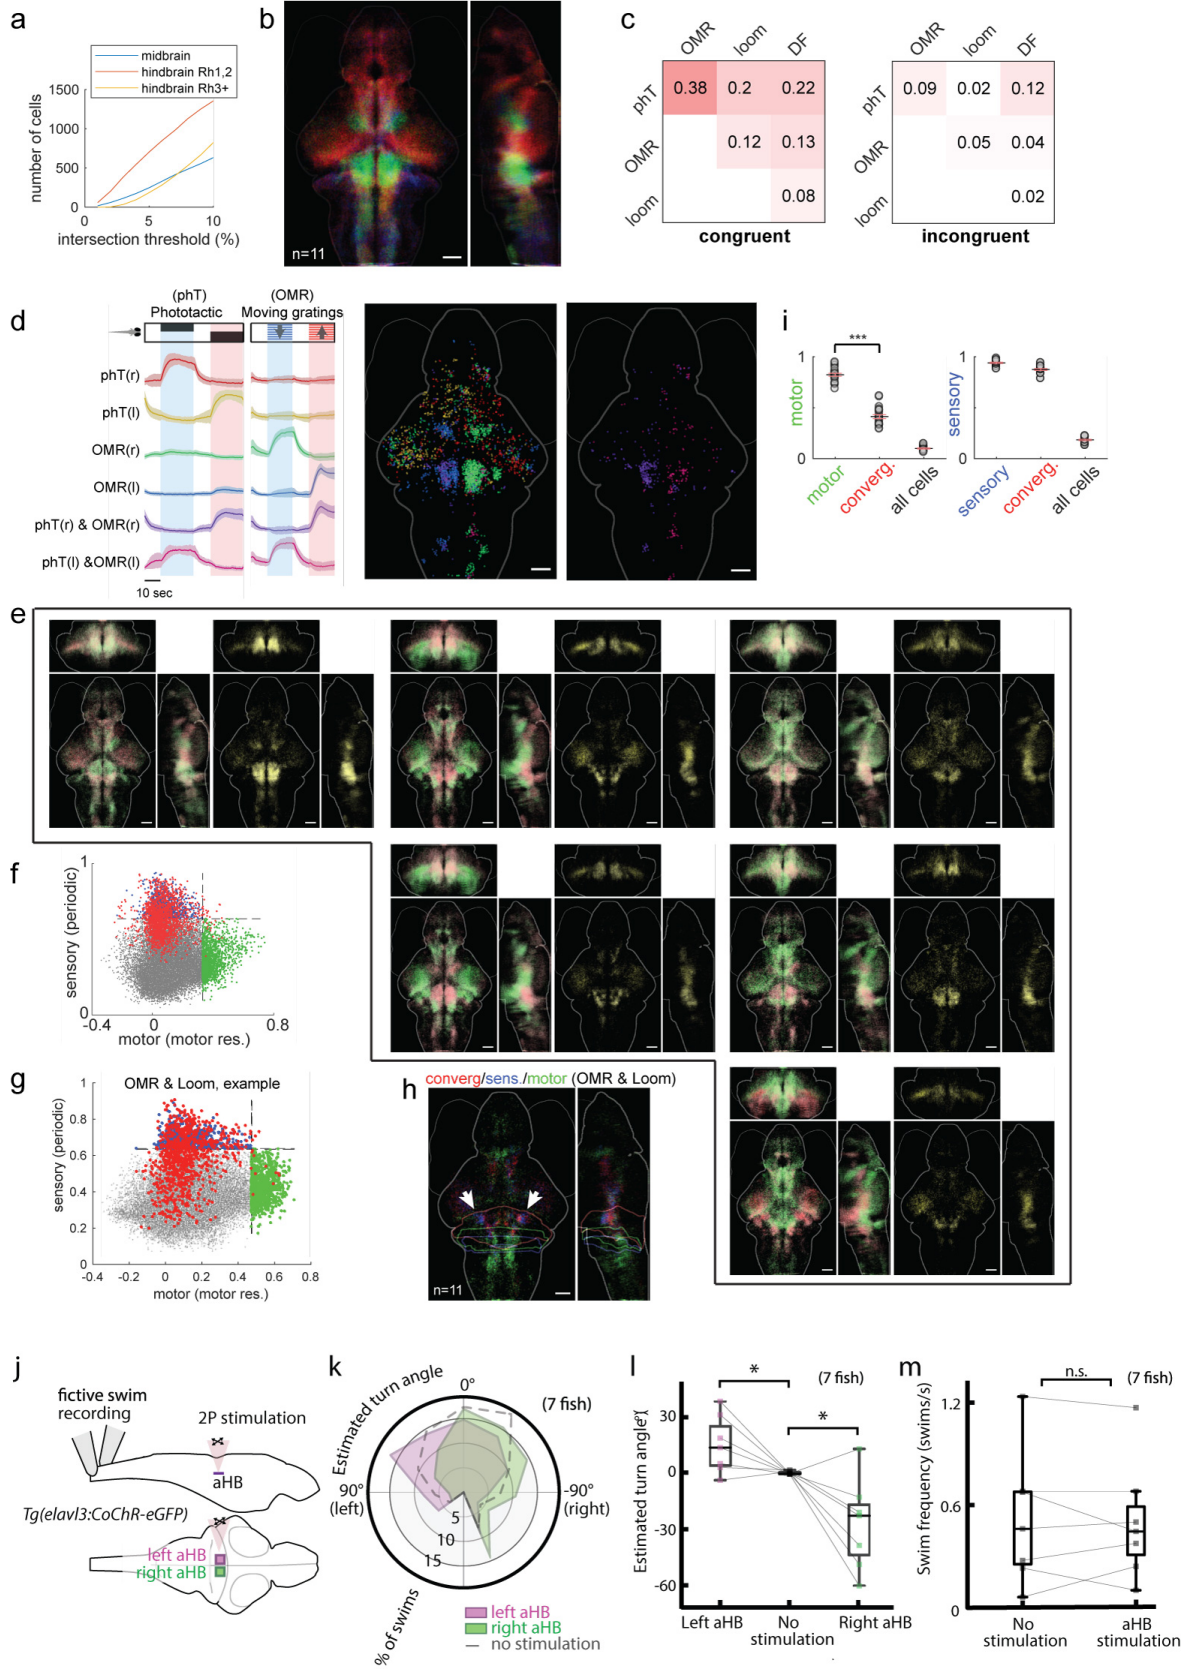 a
midbrain
hindbrain Rh1,2
hindbrain Rh3+
number of cells
1500
1000
500
0
5
10
intersection threshold (%)
b
n=11
c
OMR
loom
DF
phT
0.38
0.2
0.22
OMR
0.12
0.13
loom
0.08
congruent
OMR
loom
DF
phT
0.09
0.02
0.12
OMR
0.05
0.04
loom
0.02
incongruent
d
(phT)
Phototactic
(OMR)
Moving gratings
phT(r)
phT(l)
OMR(r)
OMR(l)
phT(r) & OMR(r)
phT(l) &OMR(l)
10 sec
i
***
1
motor
0
motor
converg.
all cells
1
sensory
0
sensory
converg.
all cells
e
f
1
sensory (periodic)
0
-0.4
0
0.8
motor (motor res.)
g
OMR & Loom, example
1
0.8
0.6
0.4
0.2
0
sensory (periodic)
-0.4
-0.2
0
0.2
0.4
0.6
0.8
motor (motor res.)
h
converg/sens./motor (OMR & Loom)
n=11
j
fictive swim
recording
2P stimulation
aHB
Tg(elavl3:CoChR-eGFP)
left aHB
right aHB
k
Estimated turn angle
0°
(7 fish)
90°
(left)
-90°
(right)
5
10
15
% of swims
left aHB
right aHB
no stimulation
l
*
(7 fish)
*
30
0
-30
-60
Estimated turn angle°(
Left aHB
No
stimulation
Right aHB
m
n.s.
(7 fish)
1.2
0.6
0
Swim frequency (swims/s)
No
stimulation
aHB
stimulation